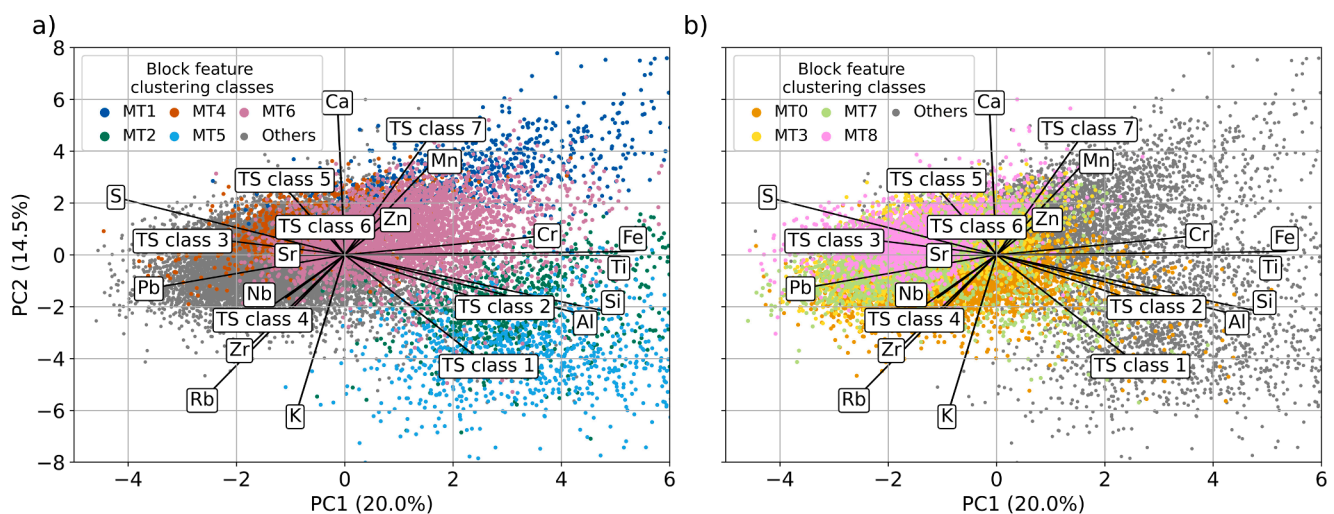 a)
Block feature
clustering classes
MT1 MT4 MT6
MT2 MT5 Others
Ca
TS class 7
Mn
TS class 5
S
Zn
TS class 6
TS class 3
Sr
Cr
Fe
Ti
Pb
Nb
TS class 2
Si
Al
TS class 4
Zr
TS class 1
Rb
K
8
6
4
2
0
−2
−4
−6
−8
PC2 (14.5%)
−4 −2 0 2 4 6
PC1 (20.0%)
b)
Block feature
clustering classes
MT0 MT7 Others
MT3 MT8
Ca
TS class 7
Mn
TS class 5
S
Zn
TS class 6
TS class 3
Sr
Cr
Fe
Ti
Pb
Nb
TS class 2
Si
Al
TS class 4
Zr
TS class 1
Rb
K
−4 −2 0 2 4 6
PC1 (20.0%)